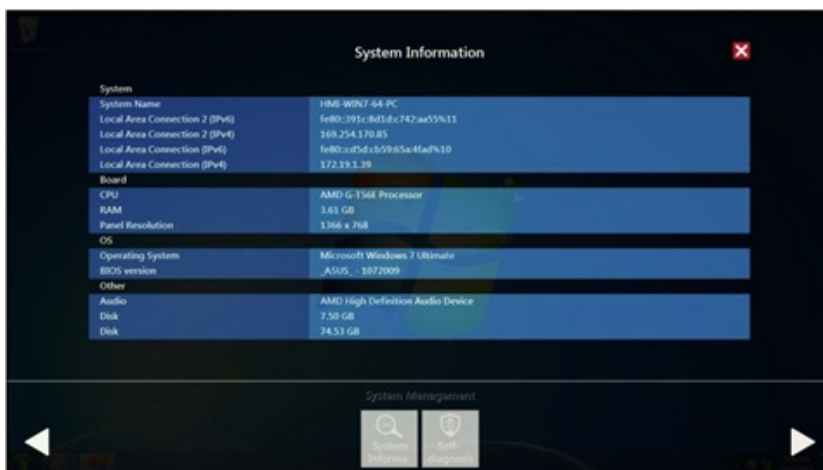 System Information
System
System Name HMI-WIN7-64-PC
Local Area Connection 2 (IPv6) fe80::391c:8d1d:c742:aa55%11
Local Area Connection 2 (IPv4) 169.254.170.85
Local Area Connection (IPv6) fe80::cd5d:cb59:65a:4fad%10
Local Area Connection (IPv4) 172.19.1.39
Board
CPU AMD G-T56E Processor
RAM 3.61 GB
Panel Resolution 1366 x 768
OS
Operating System Microsoft Windows 7 Ultimate
BIOS version _ASUS_ - 1072009
Other
Audio AMD High Definition Audio Device
Disk 7.50 GB
Disk 74.53 GB
System Management
System Informa- Self-diagnosis